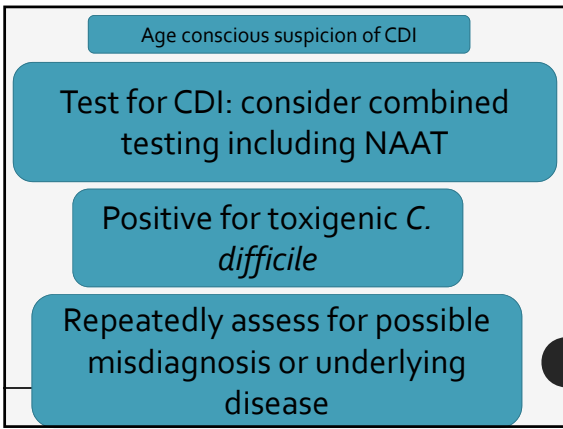 Age conscious suspicion of CDI
Test for CDI: consider combined
testing including NAAT
Positive for toxigenic C.
difficile
Repeatedly assess for possible
misdiagnosis or underlying
disease